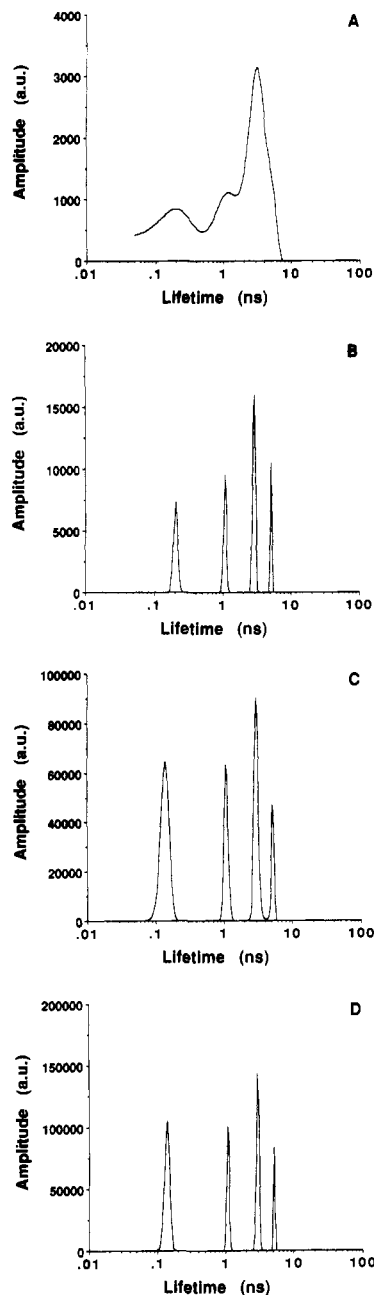 A
4000
3000
2000
1000
0
Amplitude (a.u.)
.01 0.1 1 10 100
Lifetime (ns)
B
20000
15000
10000
5000
0
Amplitude (a.u.)
.01 .1 1 10 100
Lifetime (ns)
C
100000
80000
60000
40000
20000
0
Amplitude (a.u.)
.01 .1 1 10 100
Lifetime (ns)
D
200000
150000
100000
50000
0
Amplitude (a.u.)
.01 .1 1 10 100
Lifetime (ns)